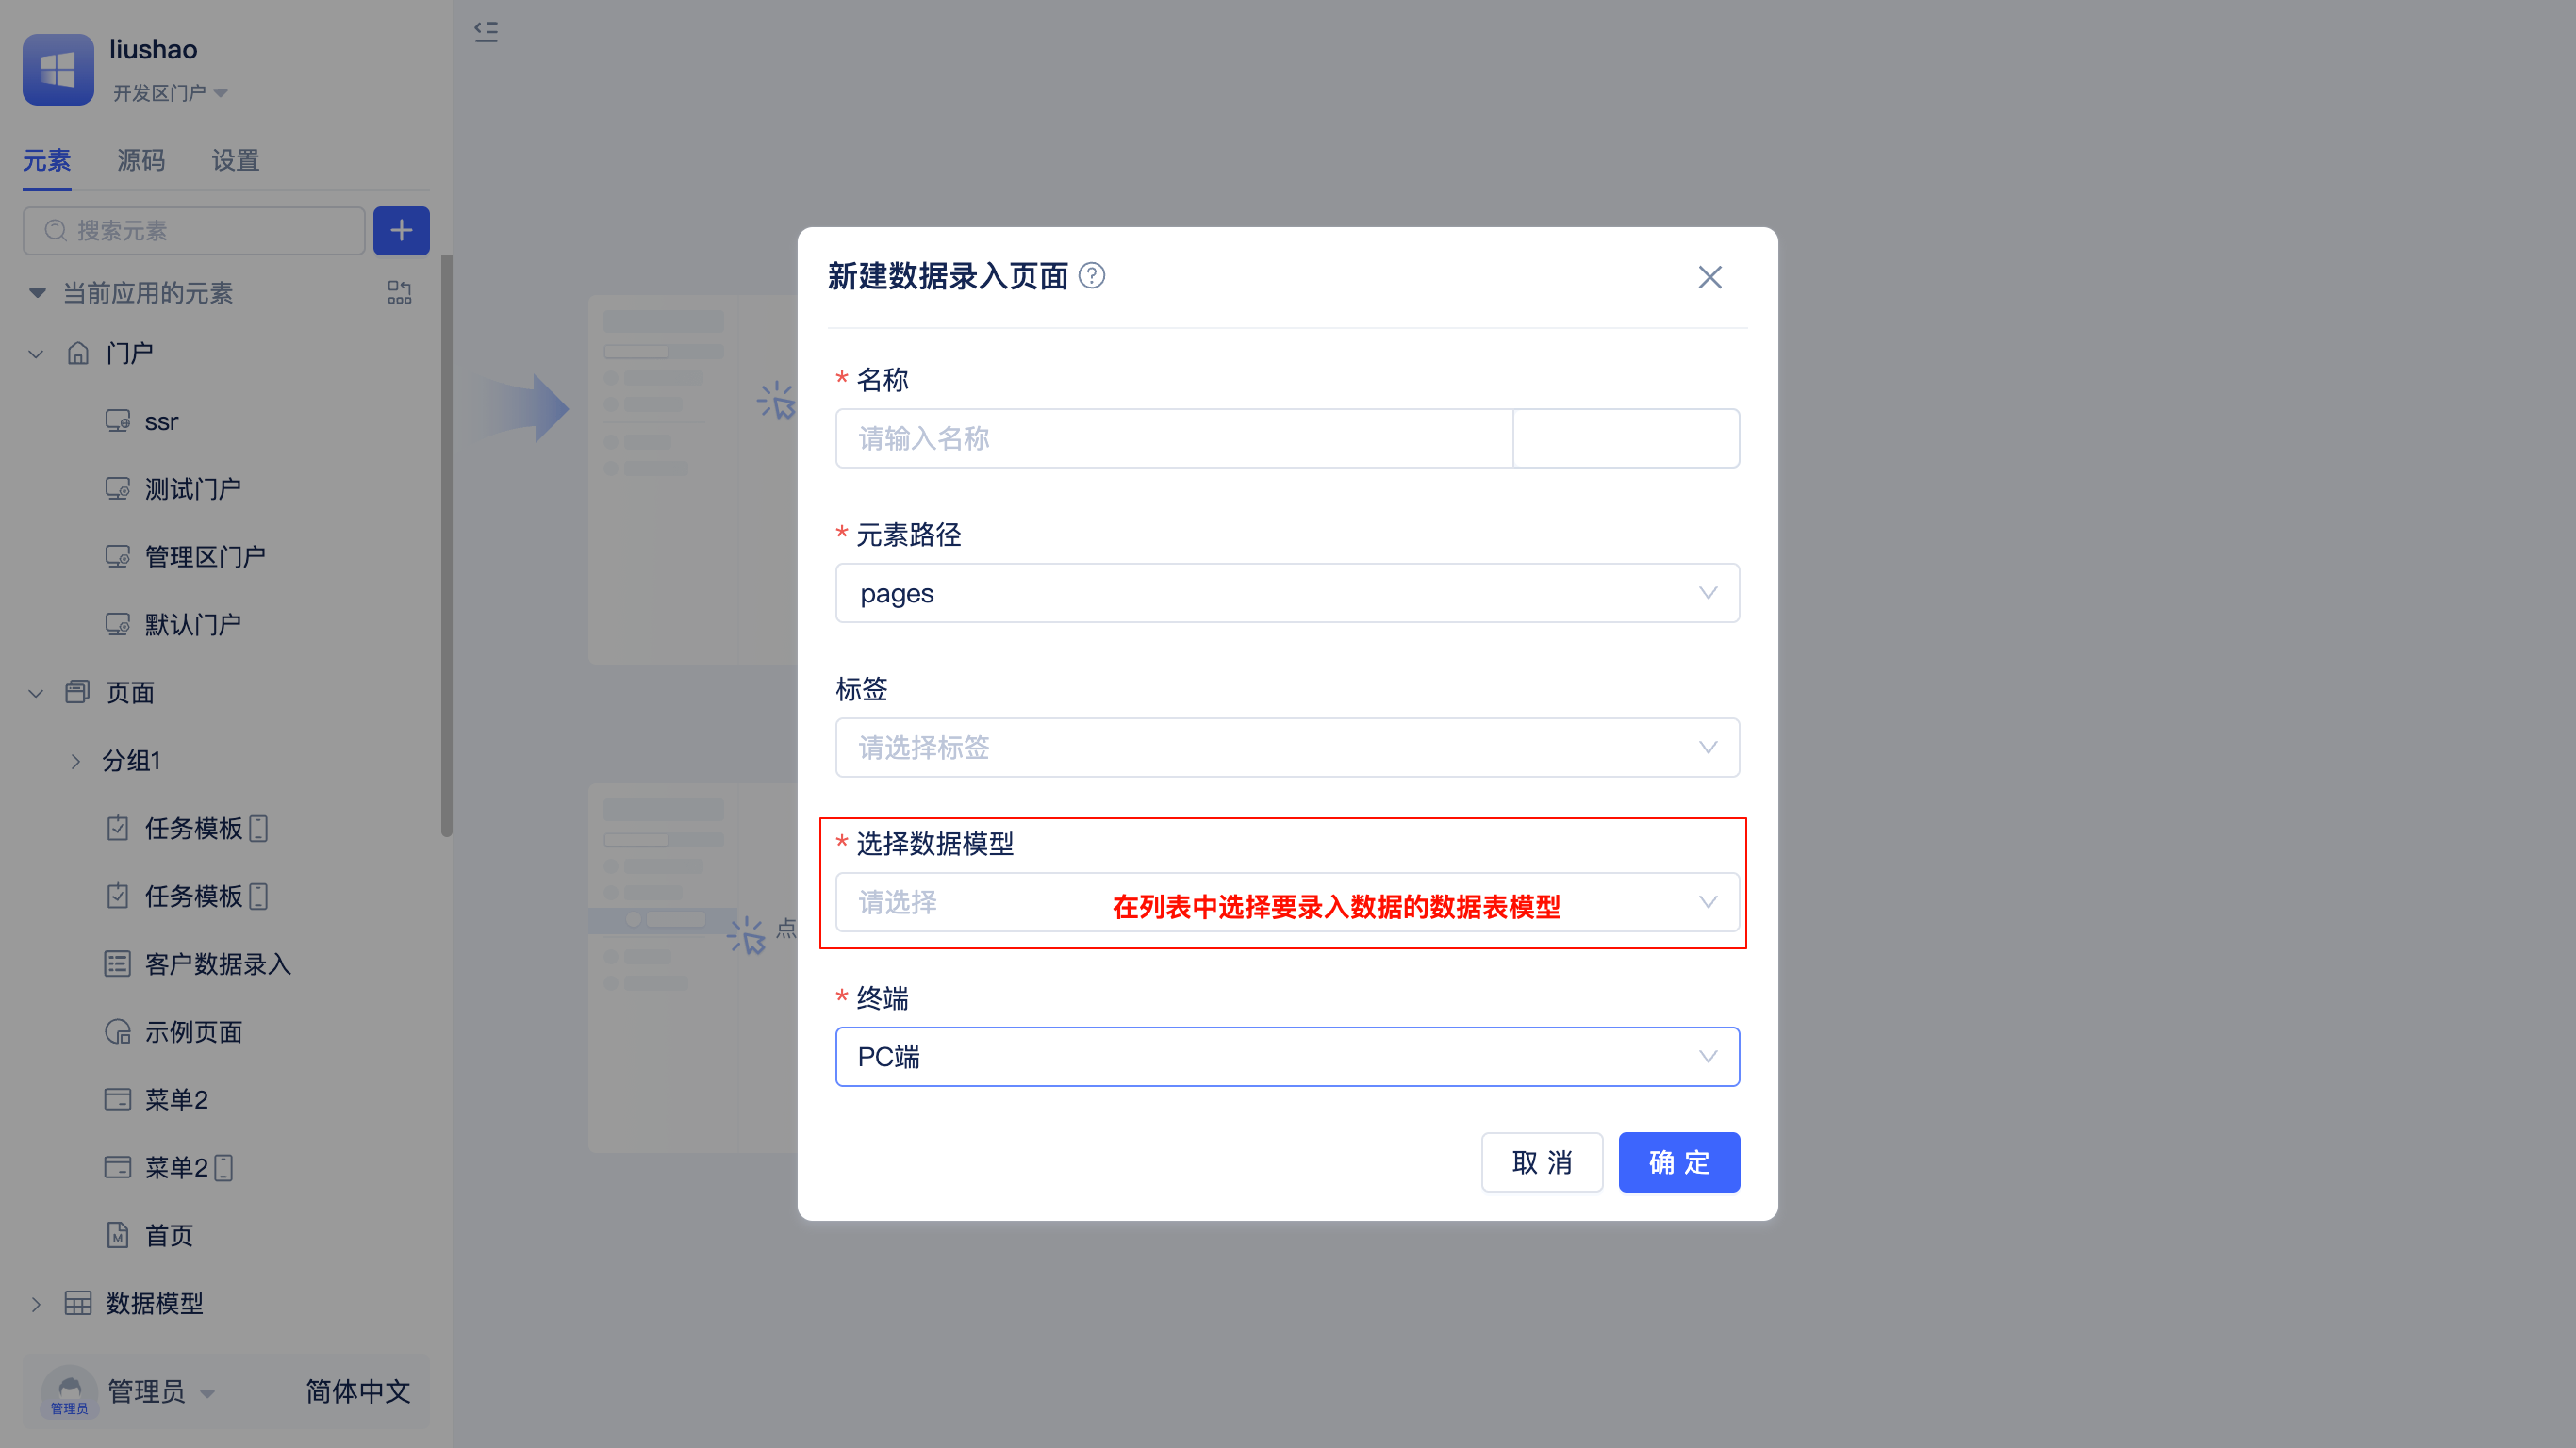 liushao
开发区门户
元素 源码 设置
搜索元素
当前应用的元素
门户
ssr
测试门户
管理区门户
默认门户
页面
分组1
任务模板
任务模板
客户数据录入
示例页面
菜单2
菜单2
首页
数据模型
管理员
管理员
简体中文
点
新建数据录入页面
* 名称
请输入名称
* 元素路径
pages
标签
请选择标签
* 选择数据模型
请选择
在列表中选择要录入数据的数据表模型
* 终端
PC端
取 消
确 定